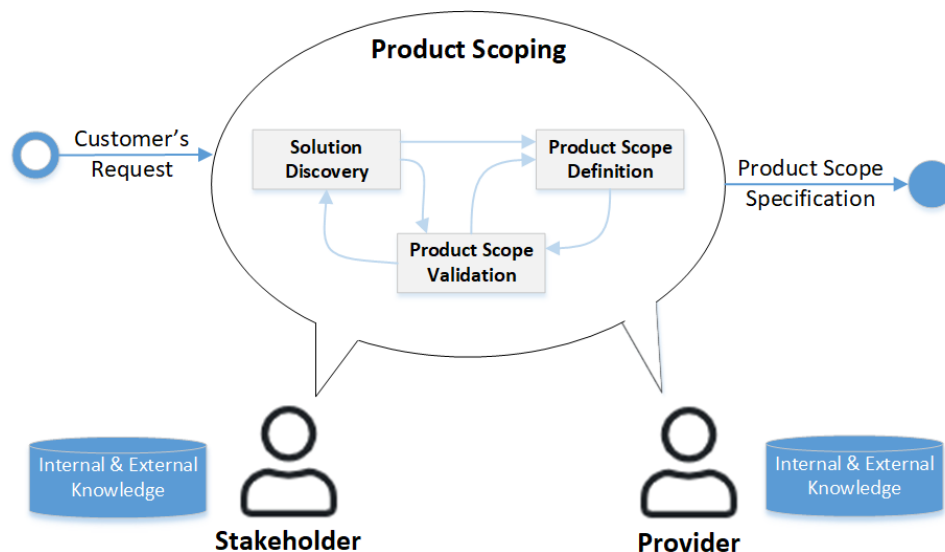 Product Scoping
Customer’s
Request
Solution
Discovery
Product Scope
Definition
Product Scope
Validation
Product Scope
Specification
Internal & External
Knowledge
Stakeholder
Internal & External
Knowledge
Provider